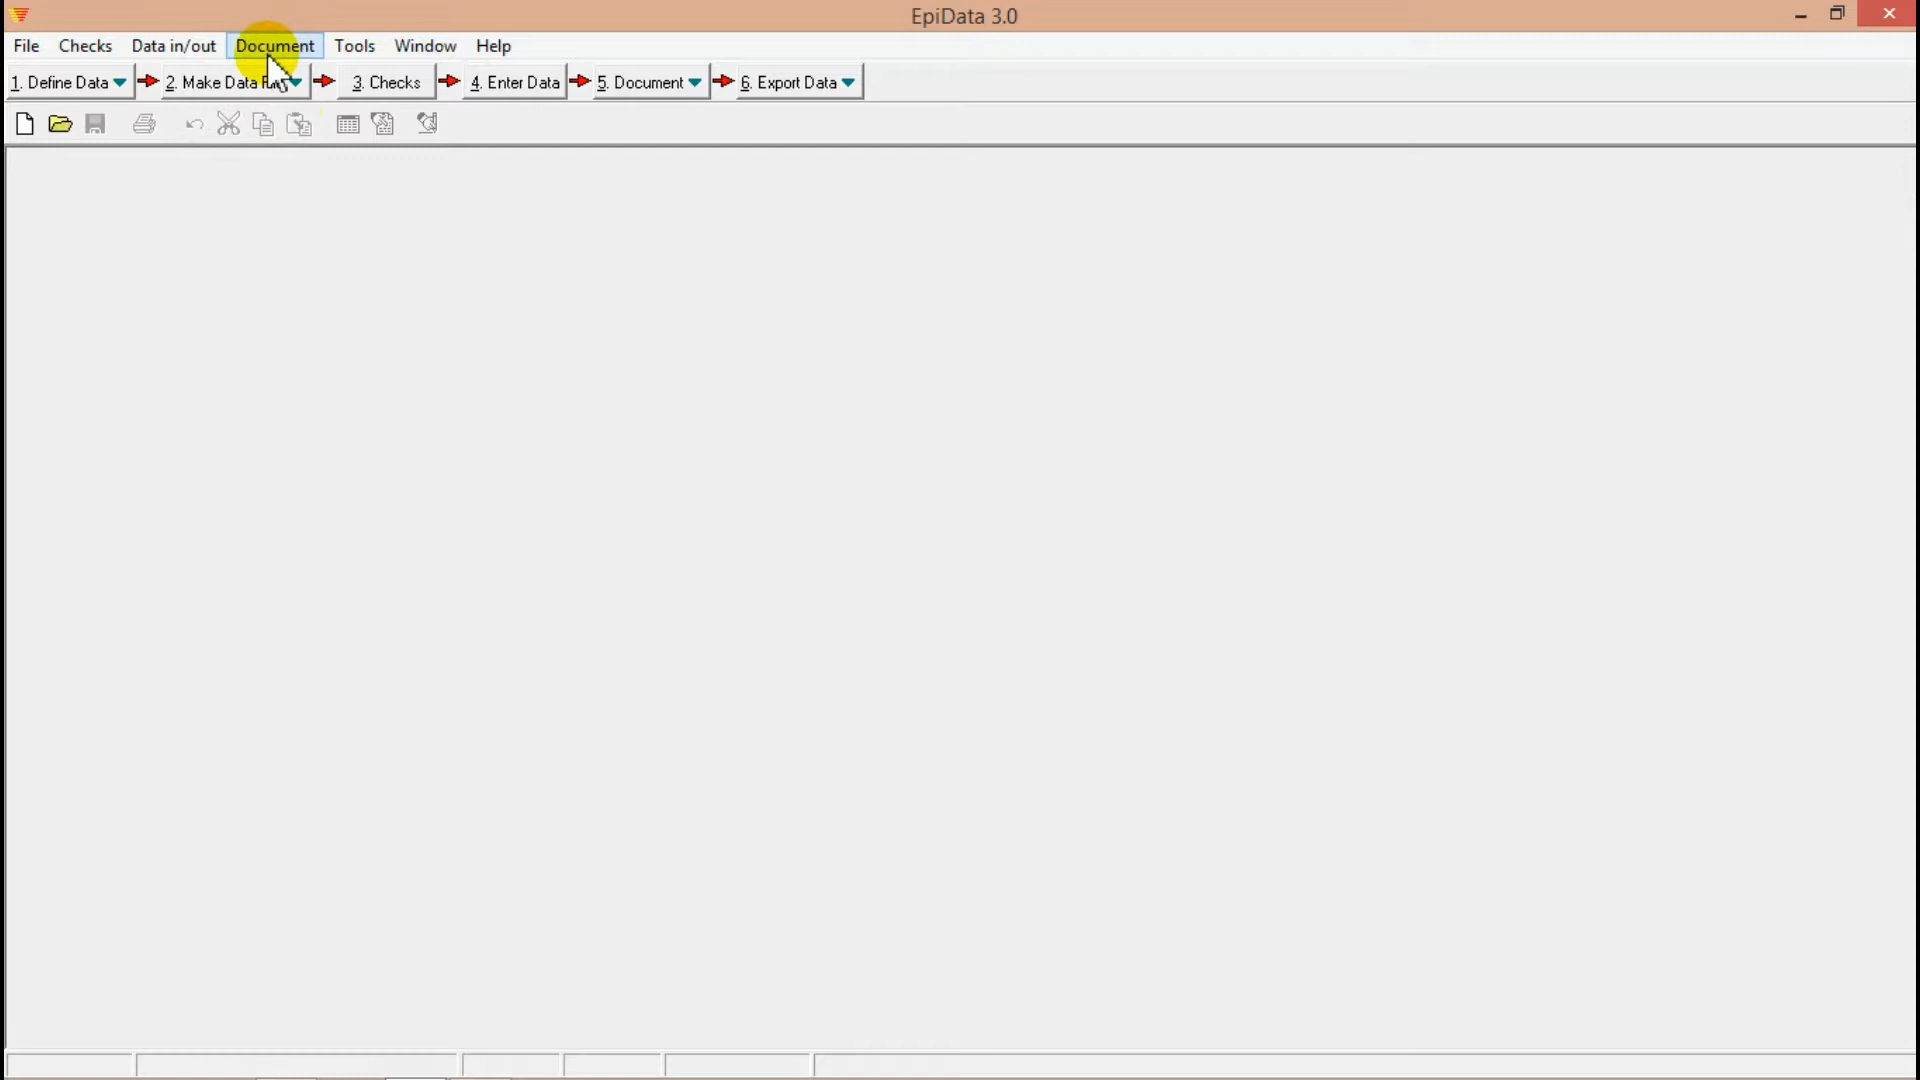 EpiData 3.0
File Checks Data in/out Document Tools Window Help
1. Define Data 2. Make Data 3. Checks 4. Enter Data 5. Document 6. Export Data